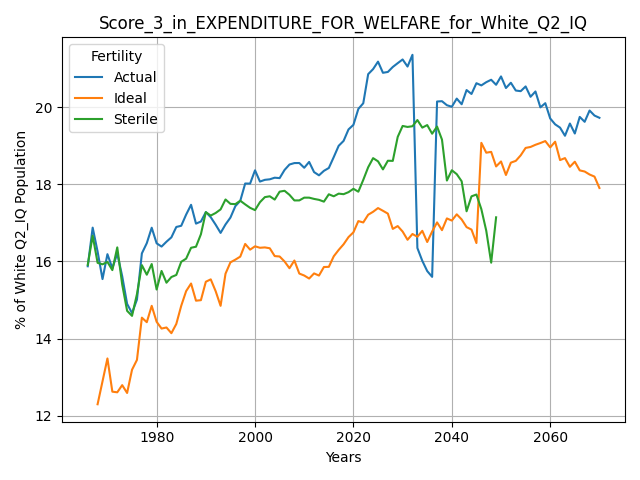 Score_3_in_EXPENDITURE_FOR_WELFARE_for_White_Q2_IQ
Fertility
Actual
Ideal
Sterile
% of White Q2_IQ Population
20
18
16
14
12
1980
2000
2020
2040
2060
Years